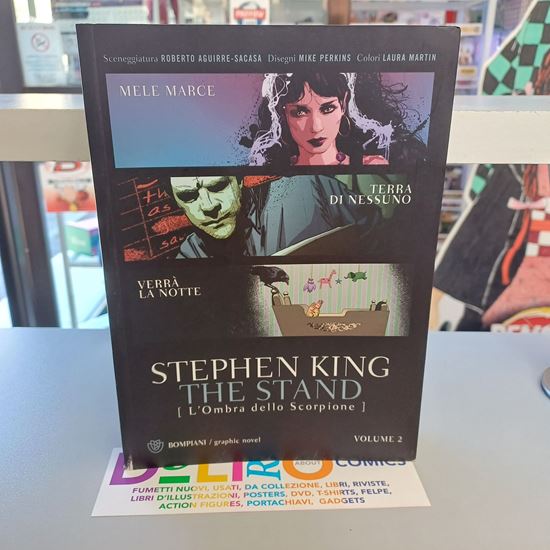 Sceneggiatura ROBERTO AGUIRRE-SACASA Disegni MIKE PERKINS Colori LAURA MARTIN
MELE MARCE
TERRA
DI NESSUNO
VERRÀ
LA NOTTE
STEPHEN KING
THE STAND
[ L'Ombra dello Scorpione ]
BOMPIANI / graphic novel
VOLUME 2
ABOUT
COMICS
FUMETTI NUOVI, USATI, DA COLLEZIONE, LIBRI, RIVISTE,
LIBRI D'ILLUSTRAZIONI, POSTERS, DVD, T-SHIRTS, FELPE,
ACTION FIGURES, PORTACHIAVI, GADGETS